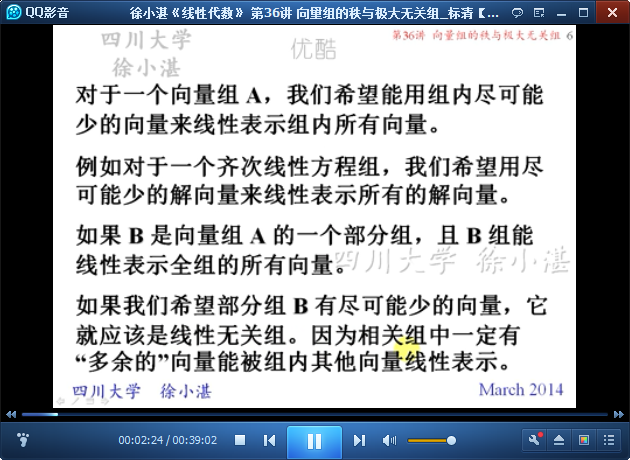 QQ影音
徐小湛《线性代数》 第36讲 向量组的秩与极大无关组_标清【...
四川大学
徐小湛
优酷
第36讲 向量组的秩与极大无关组 6
对于一个向量组 A，我们希望能用组内尽可能
少的向量来线性表示组内所有向量。
例如对于一个齐次线性方程组，我们希望用尽
可能少的解向量来线性表示所有的解向量。
如果 B 是向量组 A 的一个部分组，且 B 组能
线性表示全组的所有向量。
四川大学 徐小湛
如果我们希望部分组 B 有尽可能少的向量，它
就应该是线性无关组。因为相关组中一定有
“多余的”向量能被组内其他向量线性表示。
四川大学 徐小湛
March 2014
00:02:24 / 00:39:02